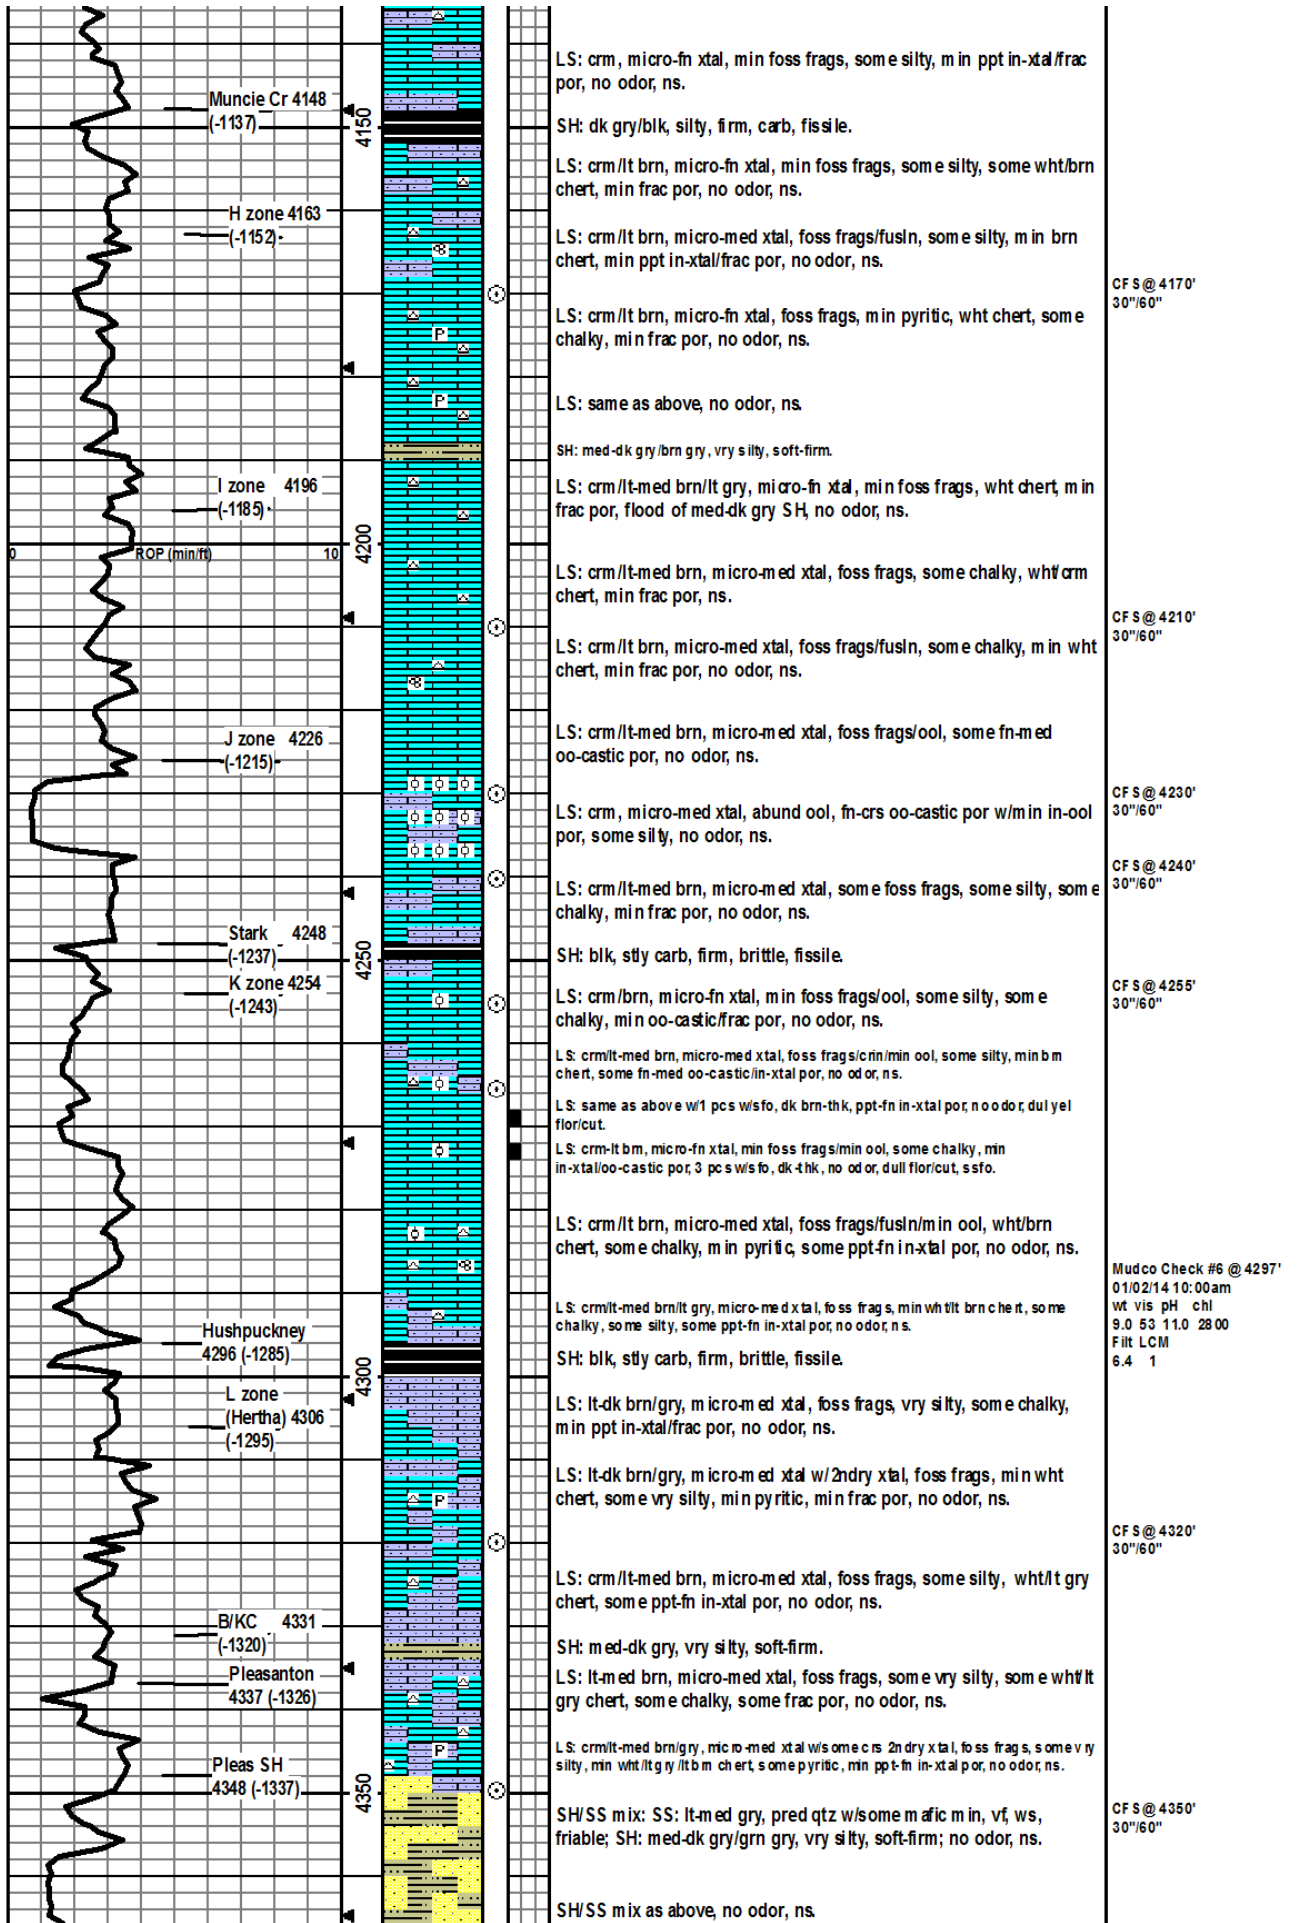 LS: crm, micro-fn xtal, min foss frags, some silty, min ppt in-xtal/frac
por, no odor, ns.
Muncie Cr 4148
(-1137)
4150
SH: dk gry/blk, silty, firm, carb, fissile.
LS: crm/lt brn, micro-fn xtal, min foss frags, some silty, some wht/brn
chert, min frac por, no odor, ns.
H zone 4163
(-1152)
LS: crm/lt brn, micro-med xtal, foss frags/fusln, some silty, min brn
chert, min ppt in-xtal/frac por, no odor, ns.
CFS@ 4170'
30"/60"
LS: crm/lt brn, micro-fn xtal, foss frags, min pyritic, wht chert, some
chalky, min frac por, no odor, ns.
P
P
LS: same as above, no odor, ns.
SH: med-dk gry/brn gry, vry silty, soft-firm.
I zone 4196
(-1185)
LS: crm/lt-med brn/lt gry, micro-fn xtal, min foss frags, wht chert, min
frac por, flood of med-dk gry SH, no odor, ns.
0 ROP (min/ft) 10
4200
LS: crm/lt-med brn, micro-med xtal, foss frags, some chalky, wht/crm
chert, min frac por, ns.
CFS@ 4210'
30"/60"
LS: crm/lt brn, micro-med xtal, foss frags/fusln, some chalky, min wht
chert, min frac por, no odor, ns.
J zone 4226
(-1215)
LS: crm/lt-med brn, micro-med xtal, foss frags/ool, some fn-med
oo-castic por, no odor, ns.
CFS@ 4230'
30"/60"
LS: crm, micro-med xtal, abund ool, fn-crs oo-castic por w/min in-ool
por, some silty, no odor, ns.
CFS@ 4240'
30"/60"
LS: crm/lt-med brn, micro-med xtal, some foss frags, some silty, some
chalky, min frac por, no odor, ns.
Stark 4248
(-1237)
4250
SH: blk, stly carb, firm, brittle, fissile.
K zone 4254
(-1243)
CFS@ 4255'
30"/60"
LS: crm/brn, micro-fn xtal, min foss frags/ool, some silty, some
chalky, min oo-castic/frac por, no odor, ns.
LS: crm/lt-med brn, micro-med xtal, foss frags/crin/min ool, some silty, min brn
chert, some fn-med oo-castic/in-xtal por, no odor, ns.
LS: same as above w/1 pcs w/sfo, dk brn-thk, ppt-fn in-xtal por, no odor, dul yel
flor/cut.
LS: crm-lt brn, micro-fn xtal, min foss frags/min ool, some chalky, min
in-xtal/oo-castic por, 3 pcs w/sfo, dk-thk, no odor, dull flor/cut, ssfo.
LS: crm/lt brn, micro-med xtal, foss frags/fusln/min ool, wht/brn
chert, some chalky, min pyritic, some ppt-fn in-xtal por, no odor, ns.
Mudco Check #6 @ 4297'
01/02/14 10:00am
wt vis pH chl
9.0 53 11.0 2800
Filt LCM
6.4 1
LS: crm/lt-med brn/lt gry, micro-med xtal, foss frags, min wht/lt brn chert, some
chalky, some silty, some ppt-fn in-xtal por, no odor, ns.
Hushpuckney
4296 (-1285)
SH: blk, stly carb, firm, brittle, fissile.
4300
L zone
(Hertha) 4306
(-1295)
LS: lt-dk brn/gry, micro-med xtal, foss frags, vry silty, some chalky,
min ppt in-xtal/frac por, no odor, ns.
LS: lt-dk brn/gry, micro-med xtal w/2ndry xtal, foss frags, min wht
chert, some vry silty, min pyritic, min frac por, no odor, ns.
P
CFS@ 4320'
30"/60"
LS: crm/lt-med brn, micro-med xtal, foss frags, some silty, wht/lt gry
chert, some ppt-fn in-xtal por, no odor, ns.
B/KC 4331
(-1320)
SH: med-dk gry, vry silty, soft-firm.
Pleasanton
4337 (-1326)
LS: lt-med brn, micro-med xtal, foss frags, some vry silty, some wht/lt
gry chert, some chalky, some frac por, no odor, ns.
P
LS: crm/lt-med brn/gry, micro-med xtal w/some crs 2ndry xtal, foss frags, some vry
silty, min wht/lt gry/lt brn chert, some pyritic, min ppt-fn in-xtal por, no odor, ns.
Pleas SH
4348 (-1337)
4350
CFS@ 4350'
30"/60"
SH/SS mix: SS: lt-med gry, pred qtz w/some mafic min, vf, ws,
friable; SH: med-dk gry/grn gry, vry silty, soft-firm; no odor, ns.
SH/SS mix as above, no odor, ns.